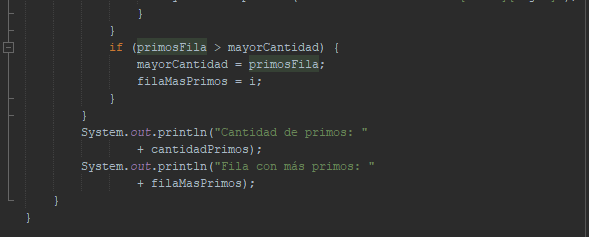 }
}
if (primosFila > mayorCantidad) {
mayorCantidad = primosFila;
filaMasPrimos = i;
}
}
System.out.println("Cantidad de primos: "
+ cantidadPrimos);
System.out.println("Fila con más primos: "
+ filaMasPrimos);
}
}